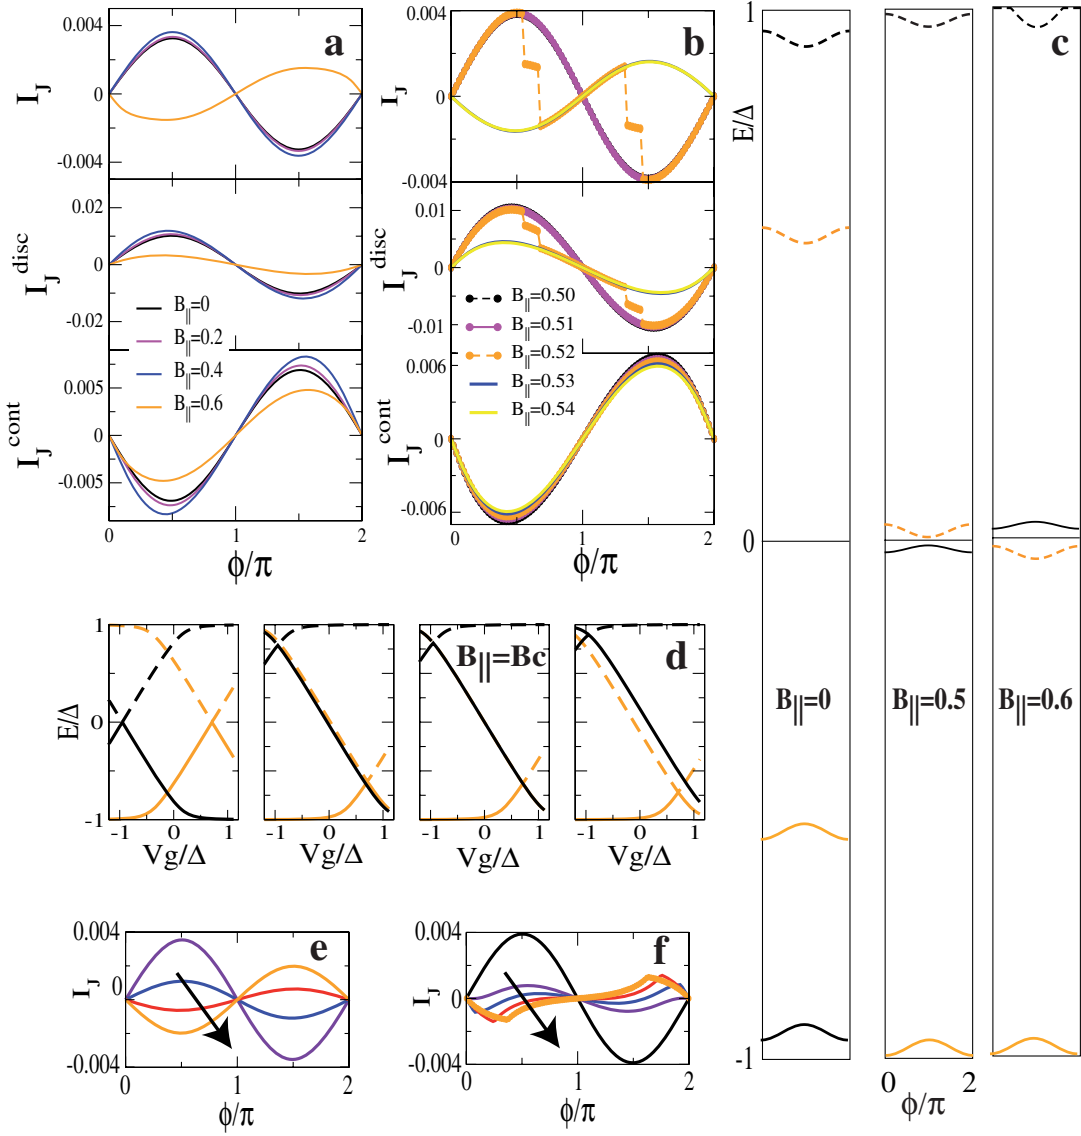 a
I_J
0.004
0
-0.004
I_J^disc
0.02
0
-0.02
B_||=0
B_||=0.2
B_||=0.4
B_||=0.6
I_J^cont
0.005
0
-0.005
0 1 2
ϕ/π
b
I_J
0.004
0
-0.004
I_J^disc
0.01
0
-0.01
B_||=0.50
B_||=0.51
B_||=0.52
B_||=0.53
B_||=0.54
I_J^cont
0.006
0
-0.006
0 1 2
ϕ/π
c
E/Δ
1
0
-1
B_||=0
B_||=0.5
B_||=0.6
0 2
ϕ/π
d
E/Δ
1
0
-1
B_||=Bc
-1 0 1
-1 0 1
-1 0 1
-1 0 1
Vg/Δ
Vg/Δ
Vg/Δ
Vg/Δ
e
I_J
0.004
0
-0.004
0 1 2
ϕ/π
f
I_J
0.004
0
-0.004
0 1 2
ϕ/π